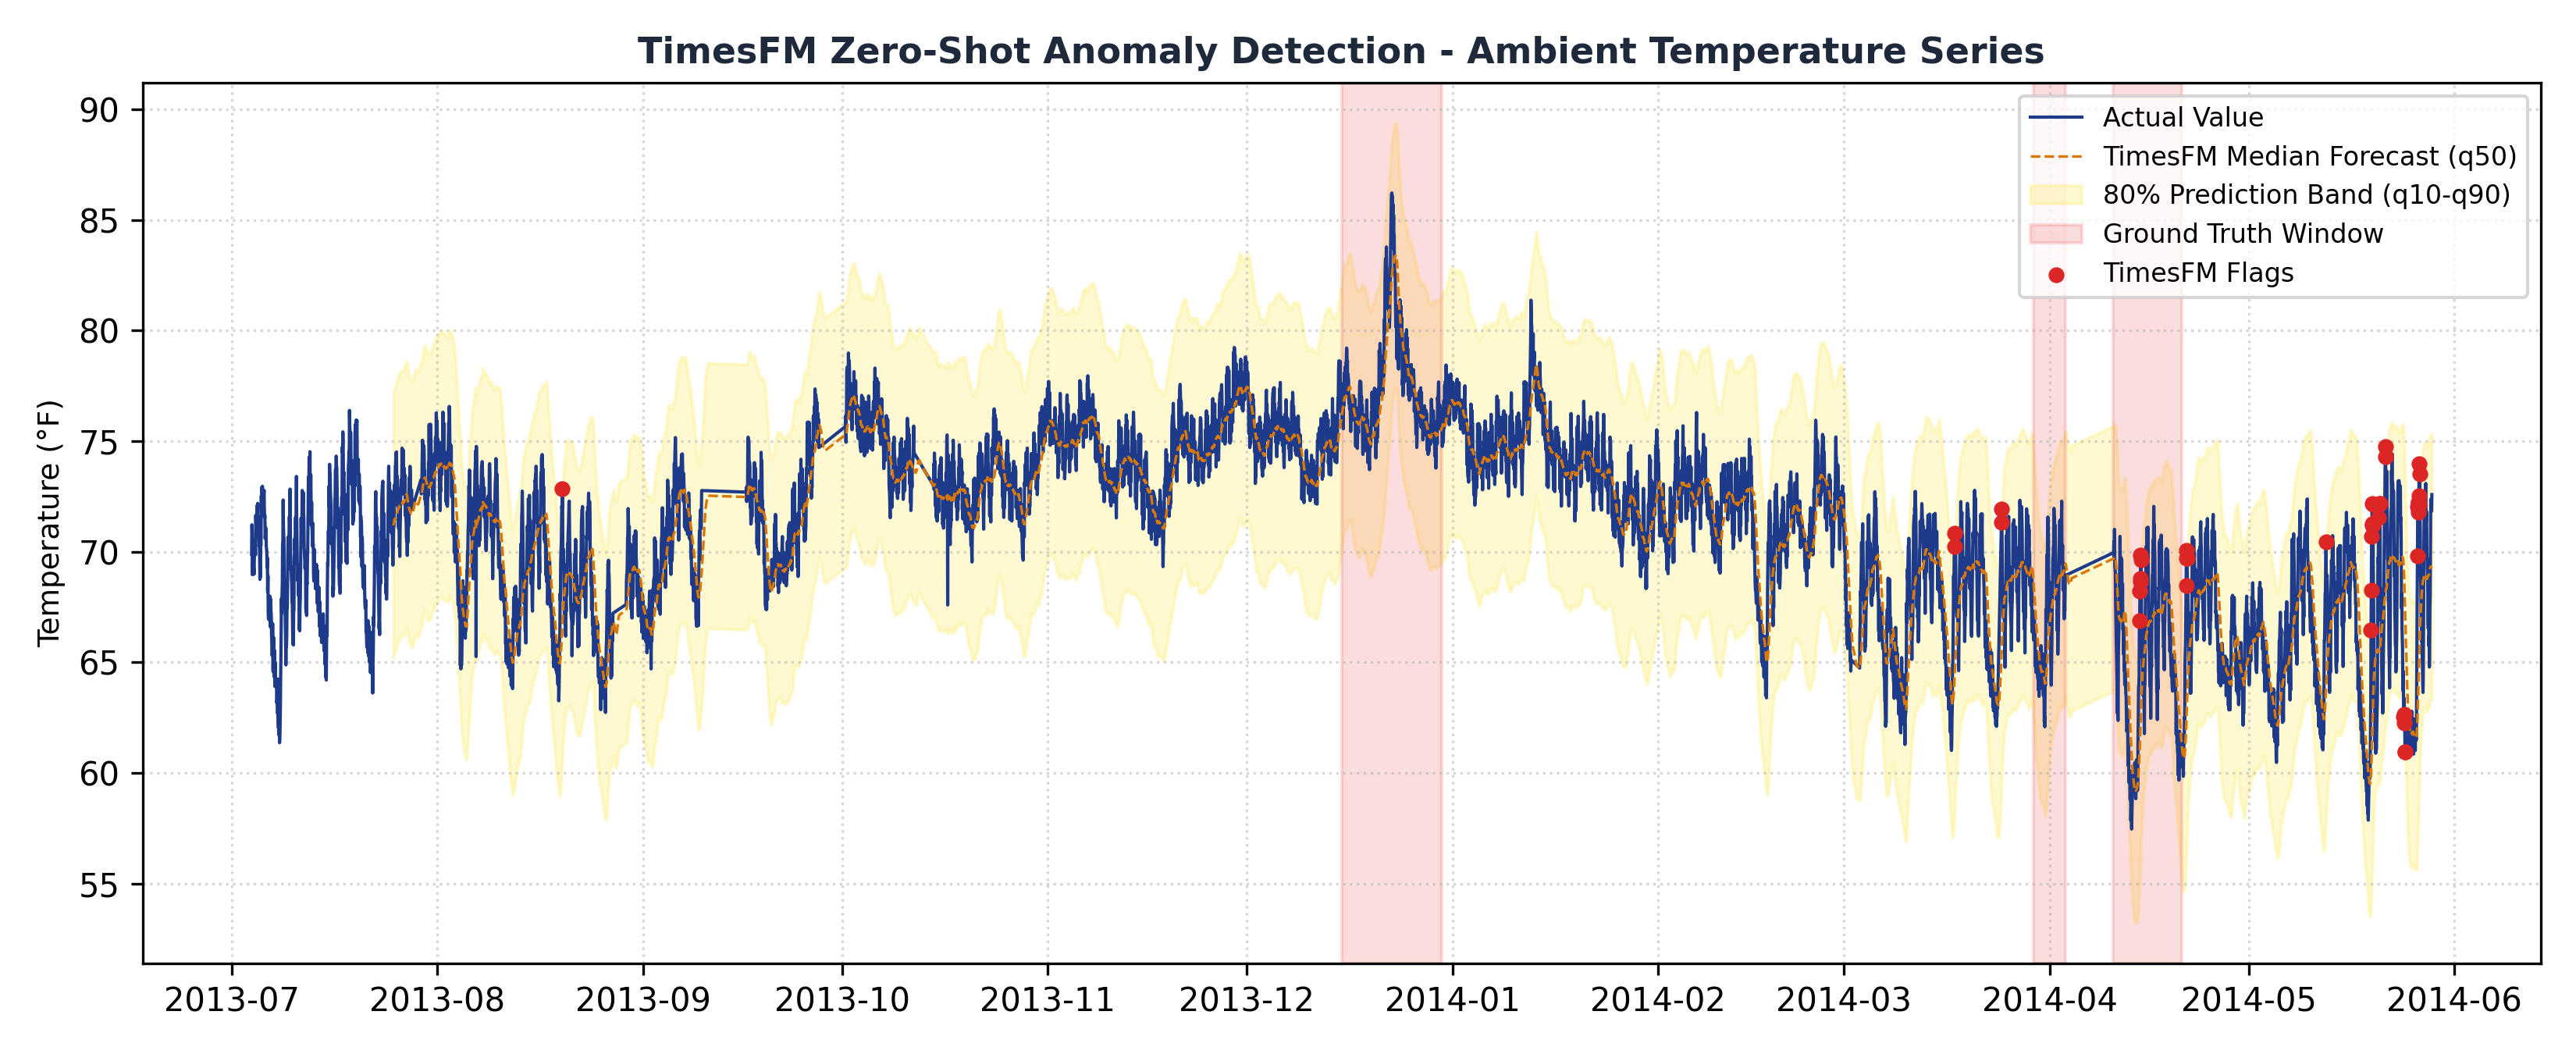 TimesFM Zero-Shot Anomaly Detection - Ambient Temperature Series
Temperature (°F)
90
85
80
75
70
65
60
55
Actual Value
TimesFM Median Forecast (q50)
80% Prediction Band (q10-q90)
Ground Truth Window
TimesFM Flags
2013-07
2013-08
2013-09
2013-10
2013-11
2013-12
2014-01
2014-02
2014-03
2014-04
2014-05
2014-06